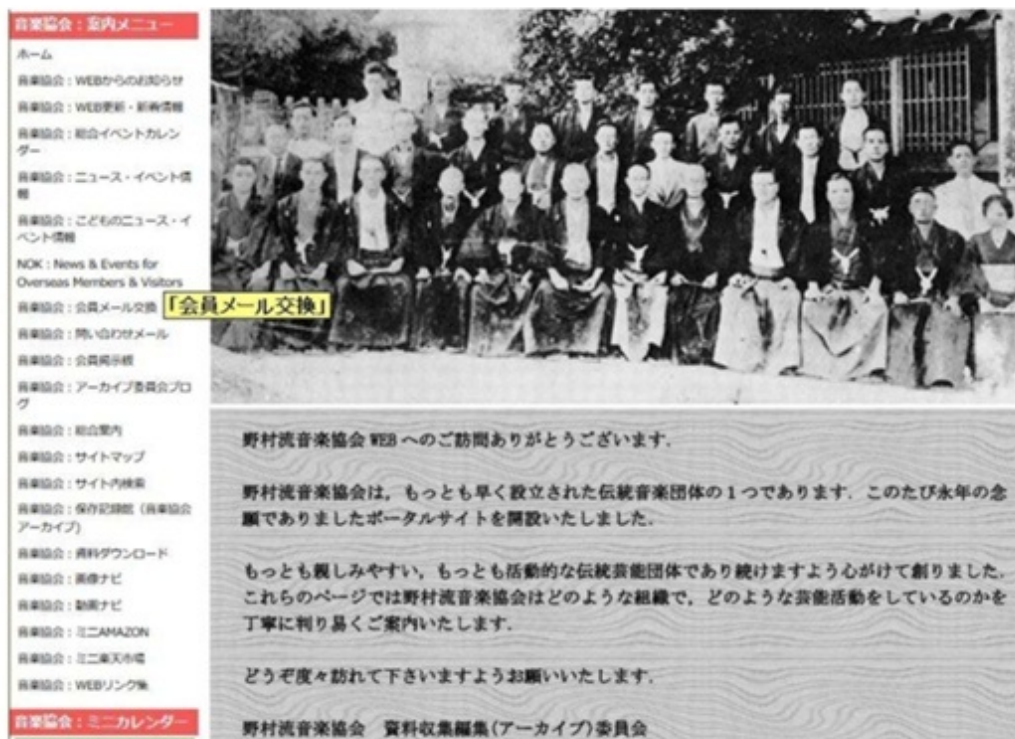 音楽協会：案内メニュー
ホーム
音楽協会：WEBからのお知らせ
音楽協会：WEB更新・新着情報
音楽協会：総合イベントカレン
ダー
音楽協会：ニュース・イベント情
報
音楽協会：こどものニュース・イ
ベント情報
NOK : News & Events for
Overseas Members & Visitors
音楽協会：会員メール交換
「会員メール交換」
音楽協会：問い合わせメール
音楽協会：会員掲示板
音楽協会：アーカイブ委員会ブロ
グ
音楽協会：総合案内
音楽協会：サイトマップ
音楽協会：サイト内検索
音楽協会：保存記録館（音楽協会
アーカイブ）
音楽協会：資料ダウンロード
音楽協会：画像ナビ
音楽協会：動画ナビ
音楽協会：ミニAMAZON
音楽協会：ミニ楽天市場
音楽協会：WEBリンク集
音楽協会：ミニカレンダー
野村流音楽協会 WEB へのご訪問ありがとうございます．
野村流音楽協会は，もっとも早く設立された伝統音楽団体の１つであります．このたび永年の念
願でありましたポータルサイトを開設いたしました．
もっとも親しみやすい，もっとも活動的な伝統芸能団体であり続けますよう心がけて創りました．
これらのページでは野村流音楽協会はどのような組織で，どのような芸能活動をしているのかを
丁寧に判り易くご案内いたします．
どうぞ度々訪れて下さいますようお願いいたします．
野村流音楽協会　資料収集編集(アーカイブ)委員会